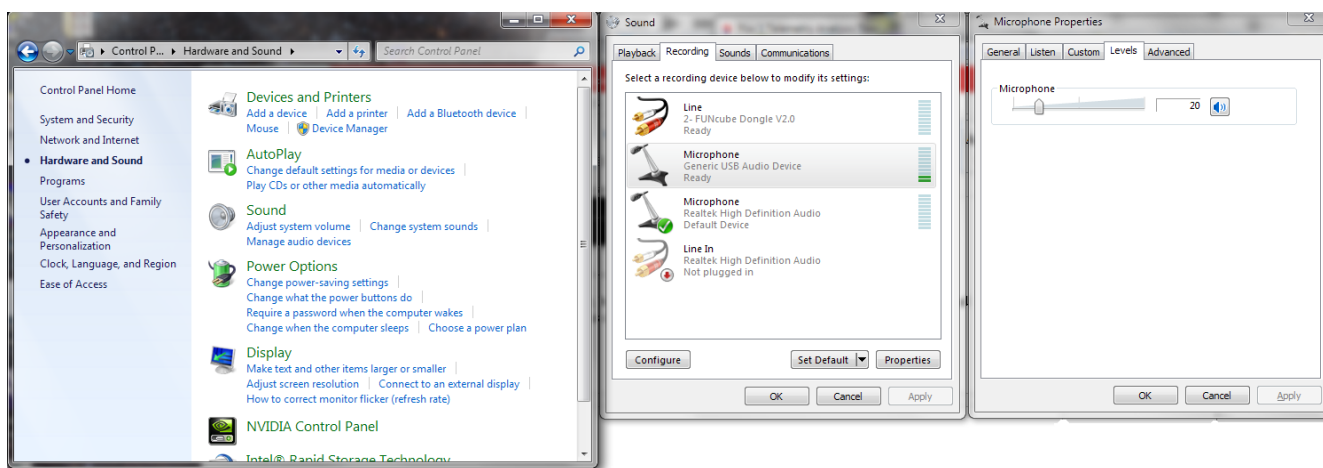 Control P... Hardware and Sound
Search Control Panel
Control Panel Home
System and Security
Network and Internet
Hardware and Sound
Programs
User Accounts and Family
Safety
Appearance and
Personalization
Clock, Language, and Region
Ease of Access
Devices and Printers
Add a device Add a printer Add a Bluetooth device
Mouse Device Manager
AutoPlay
Change default settings for media or devices
Play CDs or other media automatically
Sound
Adjust system volume Change system sounds
Manage audio devices
Power Options
Change power-saving settings
Change what the power buttons do
Require a password when the computer wakes
Change when the computer sleeps Choose a power plan
Display
Make text and other items larger or smaller
Adjust screen resolution Connect to an external display
How to correct monitor flicker (refresh rate)
NVIDIA Control Panel
Intel® Rapid Storage Technology
Sound
Playback Recording Sounds Communications
Select a recording device below to modify its settings:
Line
2- FUNcube Dongle V2.0
Ready
Microphone
Generic USB Audio Device
Ready
Microphone
Realtek High Definition Audio
Default Device
Line In
Realtek High Definition Audio
Not plugged in
Configure Set Default Properties
OK Cancel Apply
Microphone Properties
General Listen Custom Levels Advanced
Microphone
20
OK Cancel Apply